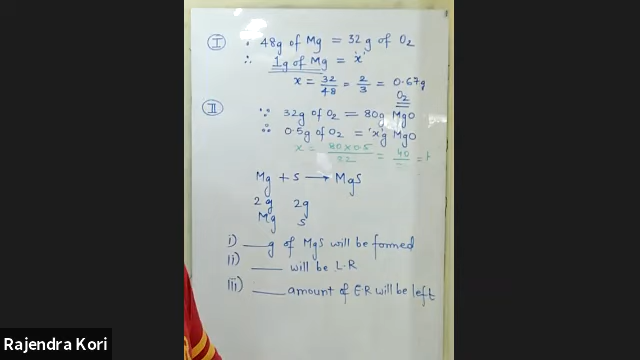 I ∵ 48g of Mg = 32g of O2
∴ 1g of Mg = 'x'
x = 32/48 = 2/3 = 0.67g
O2
II ∵ 32g of O2 = 80g MgO
∴ 0.5g of O2 = 'x'g MgO
x = 80×0.5/32 = 40/
Mg + S → MgS
2g 2g
Mg S
i) ___g of MgS will be formed
ii) ___ will be L.R
iii) ___ amount of E.R will be left
Rajendra Kori